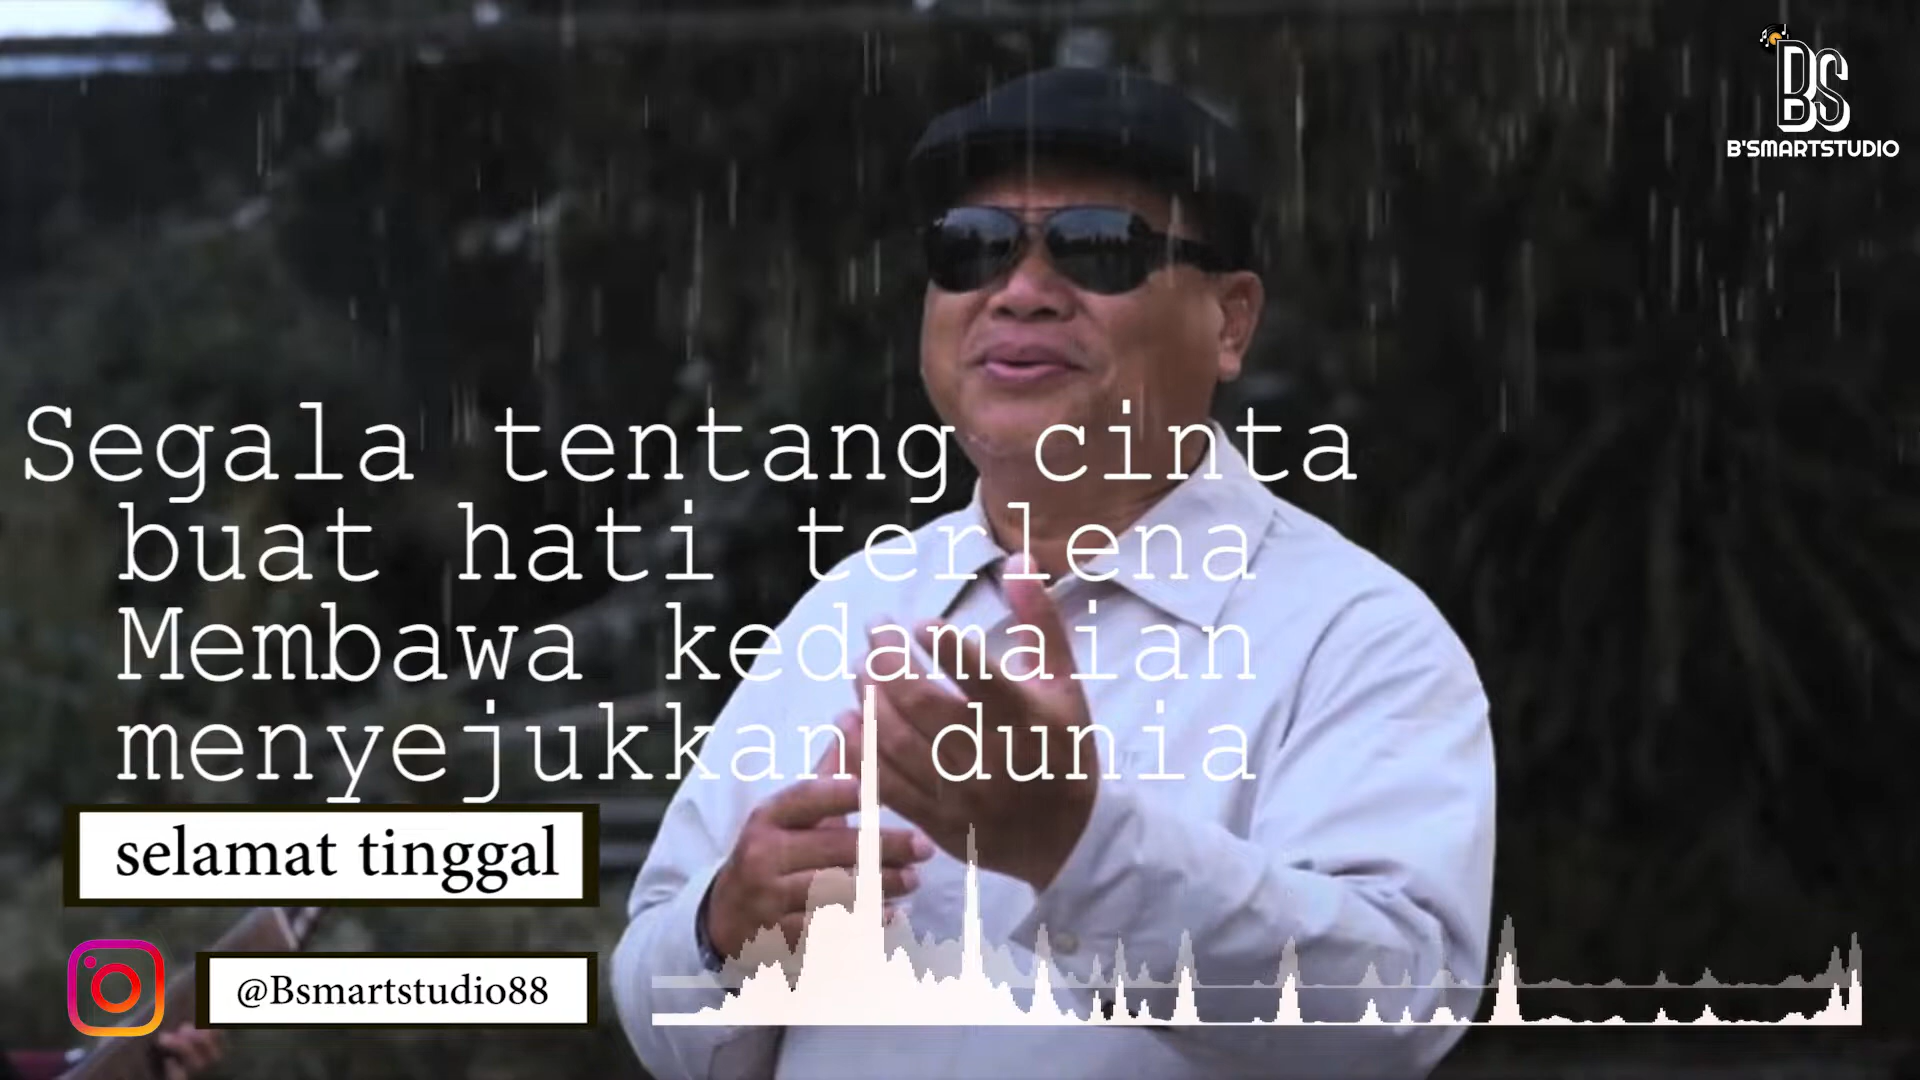 BS
B'SMARTSTUDIO
Segala tentang cinta
buat hati terlena
Membawa kedamaian
menyejukkan dunia
selamat tinggal
@Bsmartstudio88